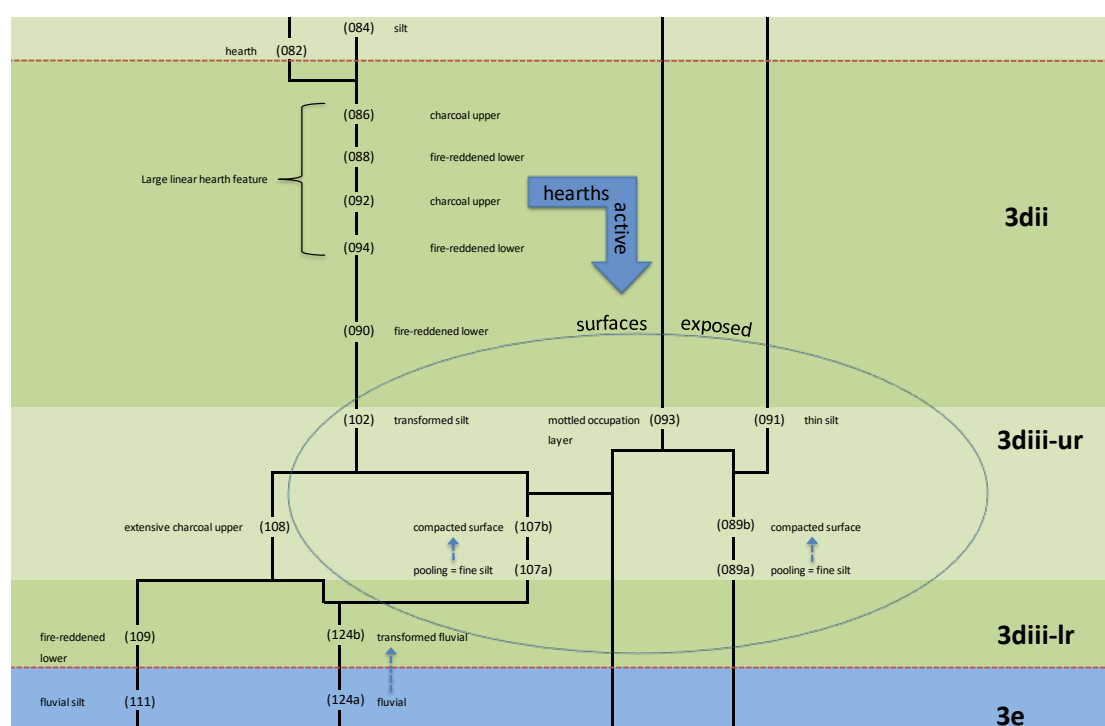 (084) silt
hearth (082)
(086) charcoal upper
(088) fire-reddened lower
Large linear hearth feature
hearths
active
(092) charcoal upper
3dii
(094) fire-reddened lower
surfaces exposed
(090) fire-reddened lower
(102) transformed silt
mottled occupation (093)
layer
(091) thin silt
3diii-ur
extensive charcoal upper (108)
compacted surface (107b)
(089b) compacted surface
pooling = fine silt (107a)
(089a) pooling = fine silt
fire-reddened (109)
lower
(124b) transformed fluvial
3diii-lr
fluvial silt (111)
(124a) fluvial
3e